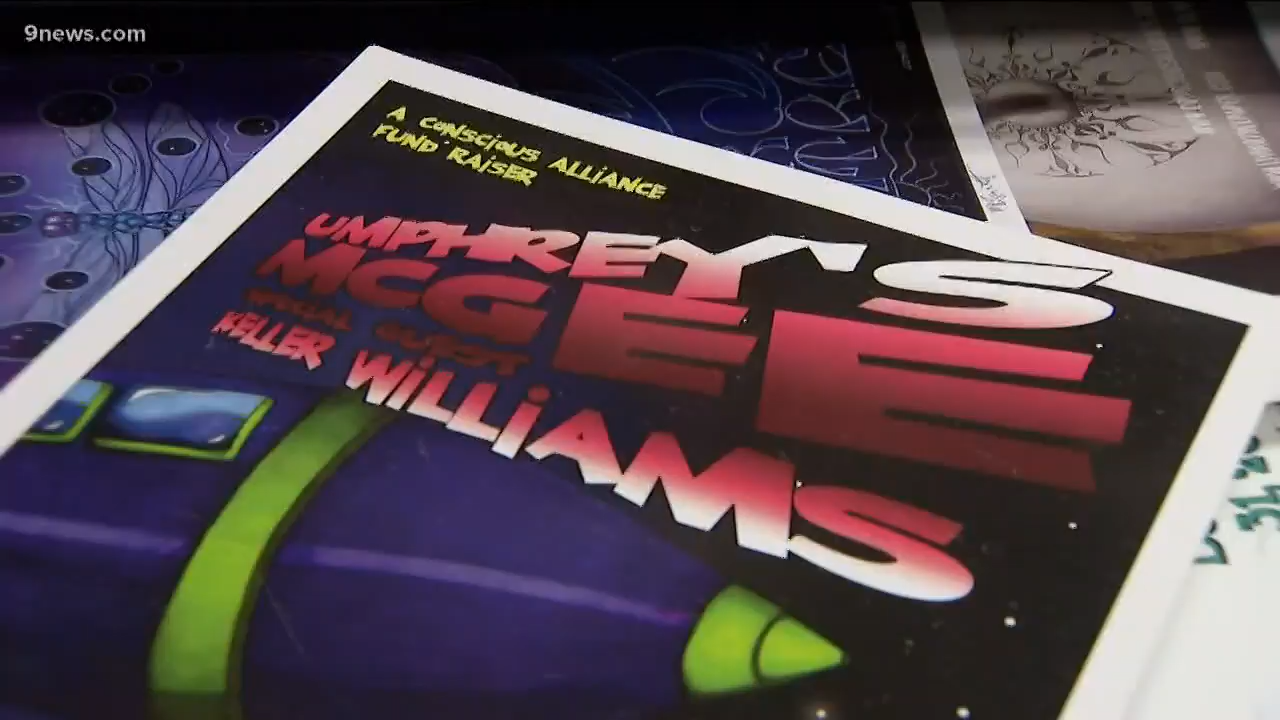 9news.com
A CONSCiOUS ALLiANCE
FUND'RAISER
UMPHREY'S
MCGEE
SPECIAL GUEST
KELLER WiLLiAMS